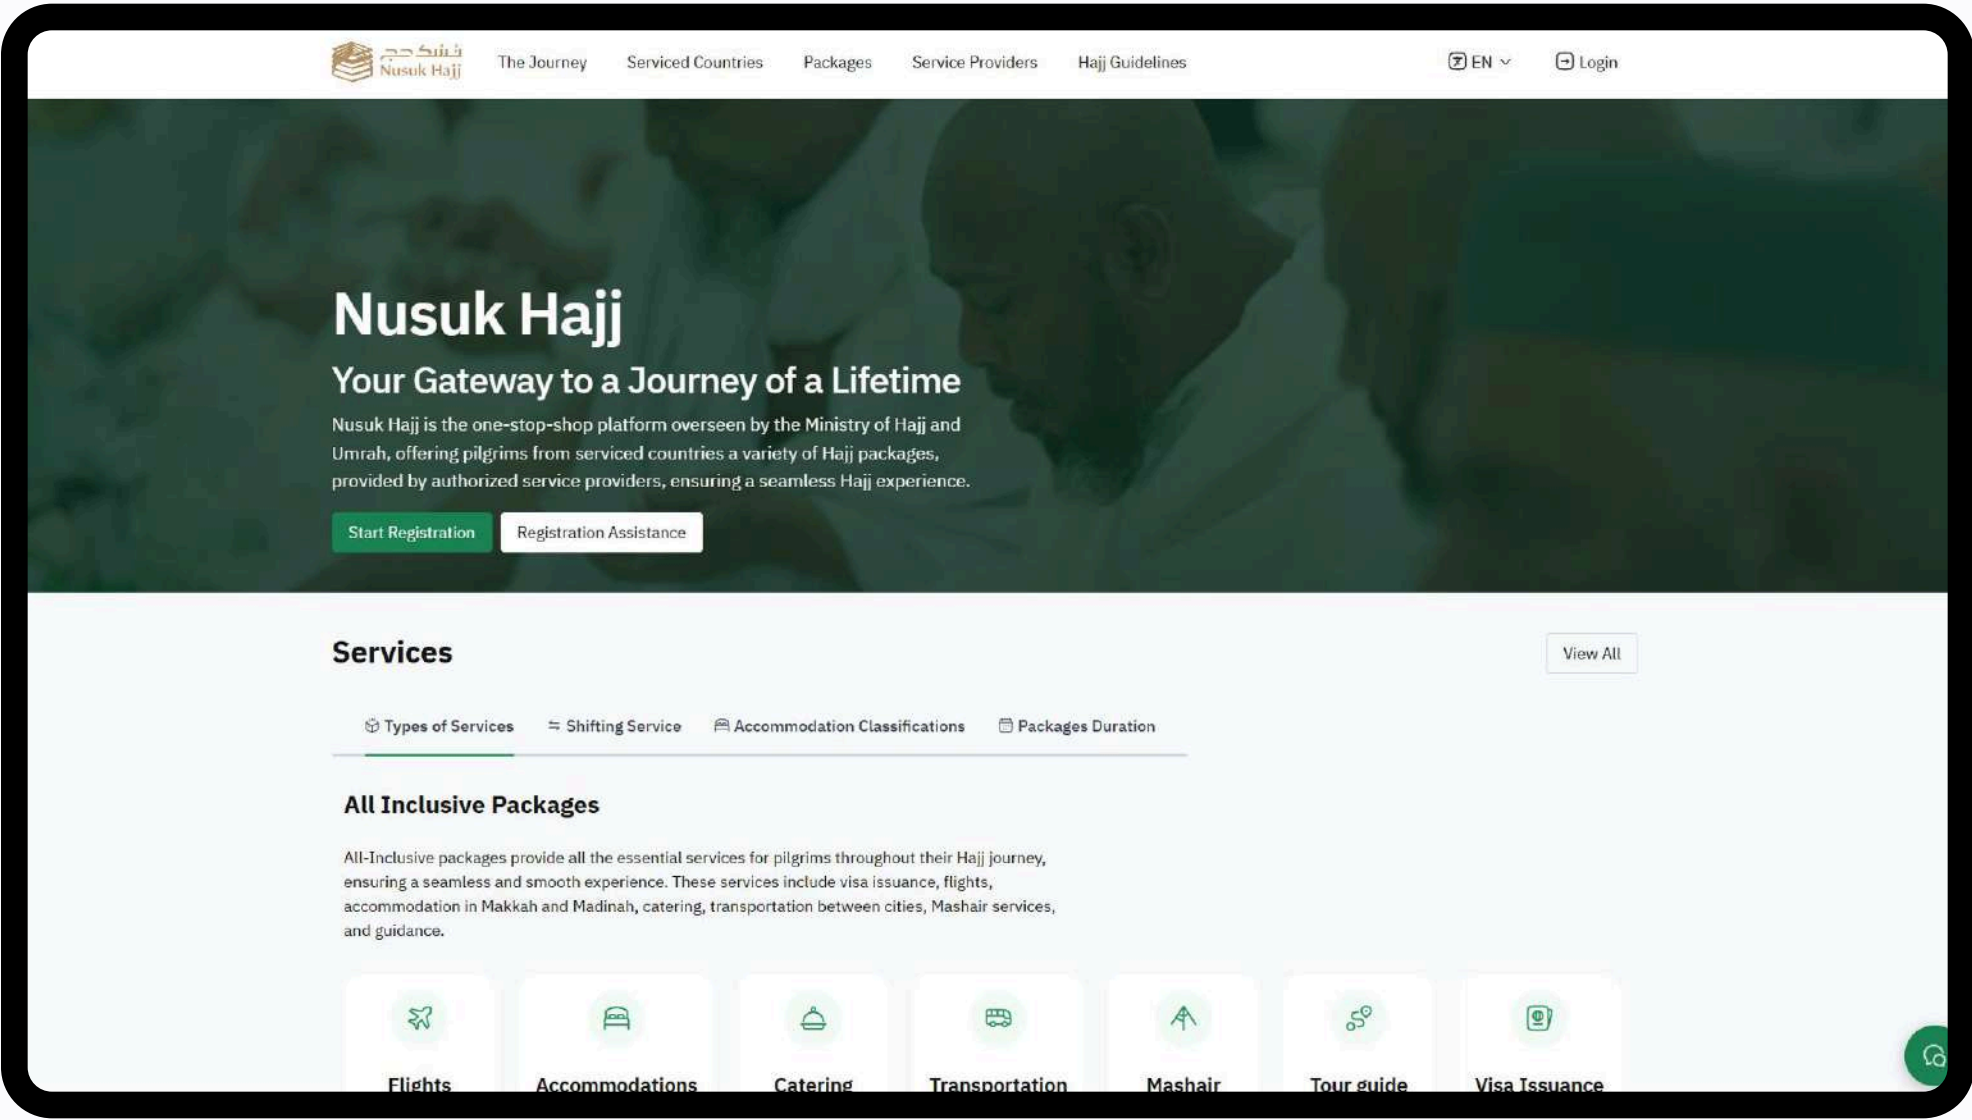 نسك حج
Nusuk Hajj
The Journey
Serviced Countries
Packages
Service Providers
Hajj Guidelines
EN
Login
Nusuk Hajj
Your Gateway to a Journey of a Lifetime
Nusuk Hajj is the one-stop-shop platform overseen by the Ministry of Hajj and
Umrah, offering pilgrims from serviced countries a variety of Hajj packages,
provided by authorized service providers, ensuring a seamless Hajj experience.
Start Registration
Registration Assistance
Services
View All
Types of Services
Shifting Service
Accommodation Classifications
Packages Duration
All Inclusive Packages
All-Inclusive packages provide all the essential services for pilgrims throughout their Hajj journey,
ensuring a seamless and smooth experience. These services include visa issuance, flights,
accommodation in Makkah and Madinah, catering, transportation between cities, Mashair services,
and guidance.
Flights
Accommodations
Catering
Transportation
Mashair
Tour guide
Visa Issuance